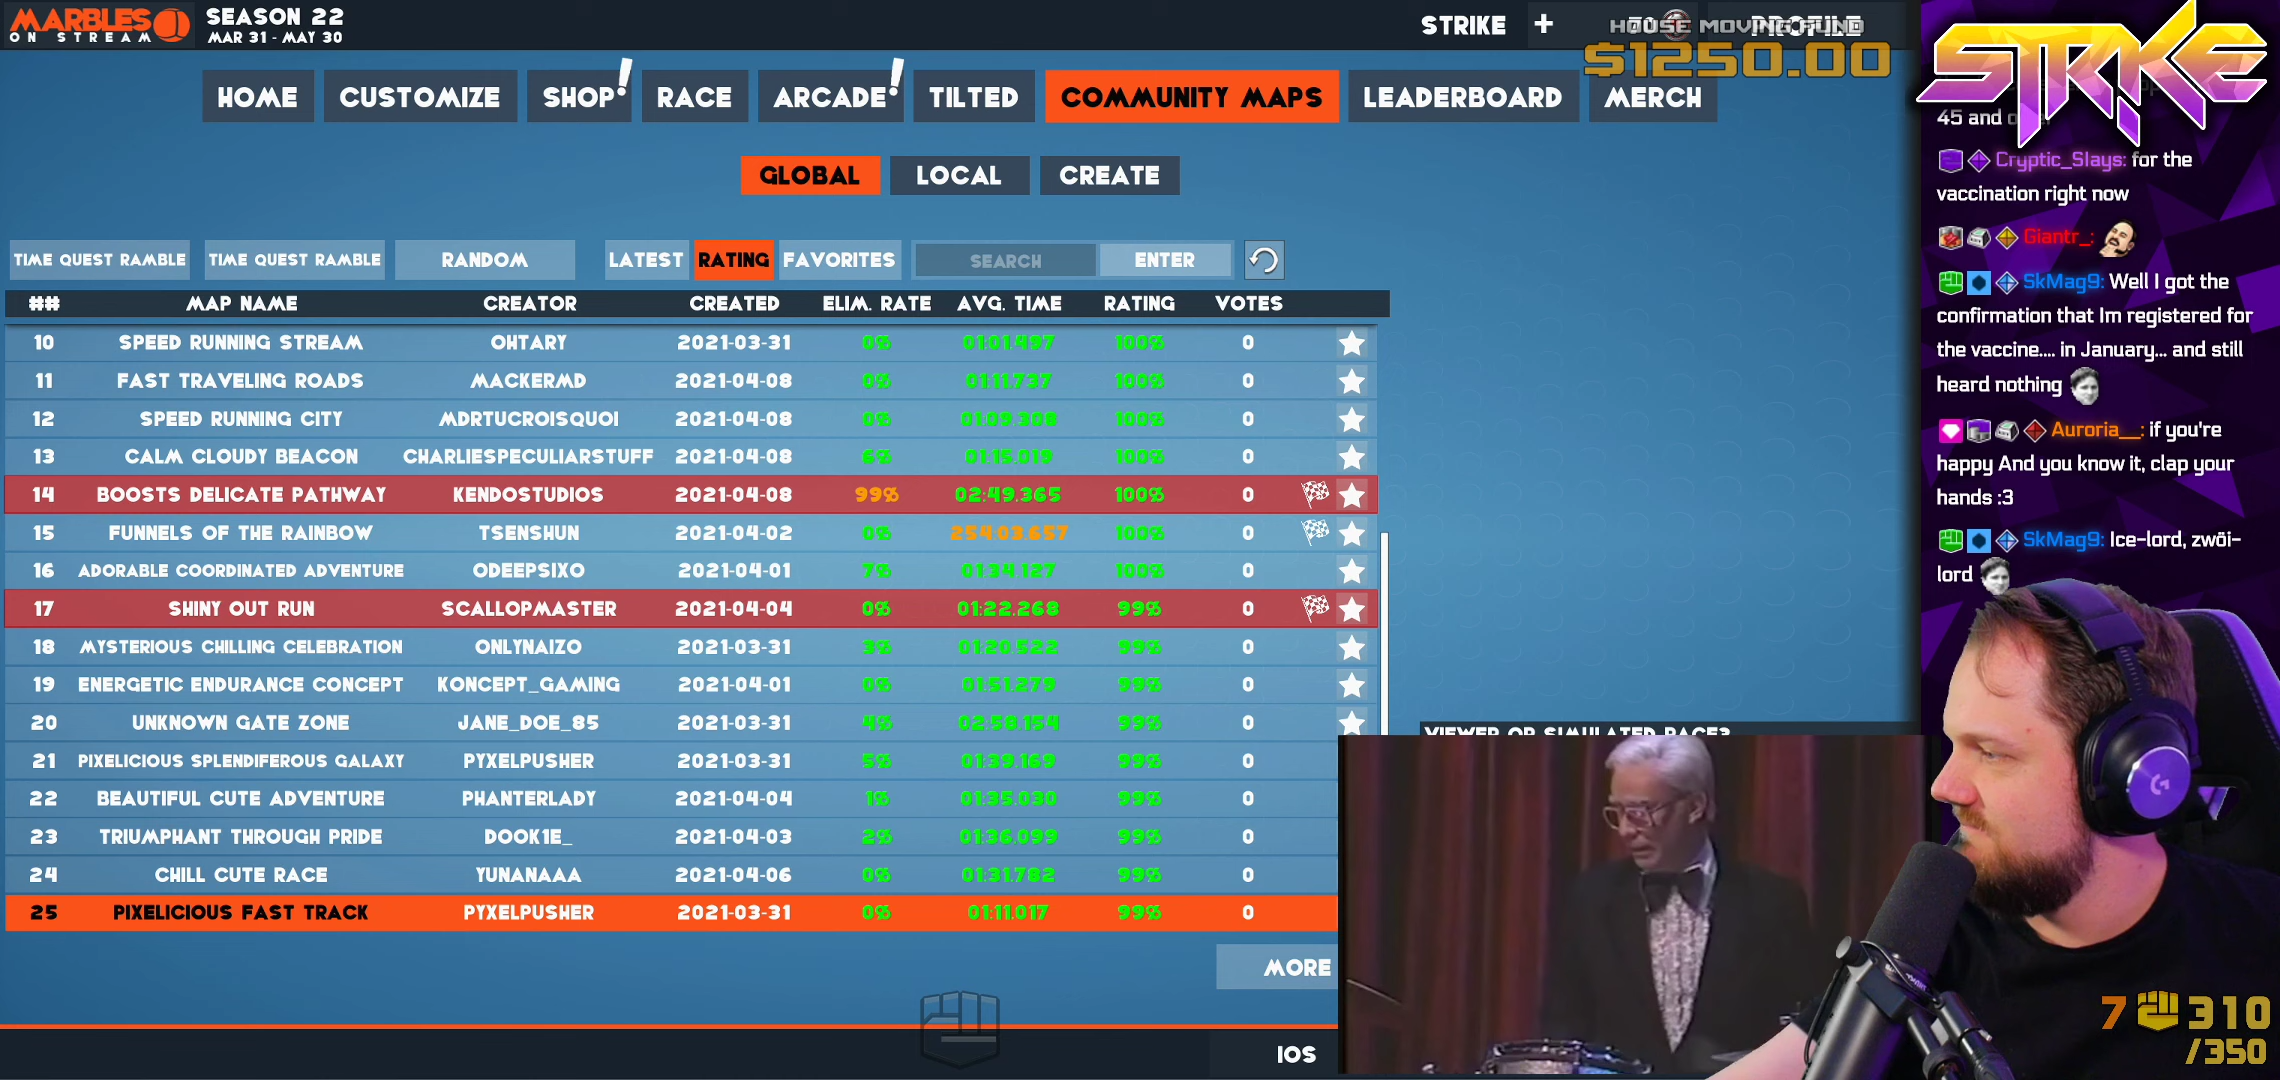 MARBLES
ON STREAM
SEASON 22
MAR 31 - MAY 30
STRIKE +
HOUSE MOVING FUND
PROFILE
$1250.00
STRIKE
HOME CUSTOMIZE SHOP! RACE ARCADE! TILTED COMMUNITY MAPS LEADERBOARD MERCH
GLOBAL LOCAL CREATE
TIME QUEST RAMBLE TIME QUEST RAMBLE RANDOM LATEST RATING FAVORITES SEARCH ENTER
## MAP NAME CREATOR CREATED ELIM. RATE AVG. TIME RATING VOTES
10 SPEED RUNNING STREAM OHTARY 2021-03-31 0% 01:01.497 100% 0
11 FAST TRAVELING ROADS MACKERMD 2021-04-08 0% 01:11.737 100% 0
12 SPEED RUNNING CITY MDRTUCROISQUOI 2021-04-08 0% 01:09.308 100% 0
13 CALM CLOUDY BEACON CHARLIESPECULIARSTUFF 2021-04-08 6% 01:15.019 100% 0
14 BOOSTS DELICATE PATHWAY KENDOSTUDIOS 2021-04-08 99% 02:49.365 100% 0
15 FUNNELS OF THE RAINBOW TSENSHUN 2021-04-02 0% 254:03.657 100% 0
16 ADORABLE COORDINATED ADVENTURE ODEEPSIXO 2021-04-01 7% 01:34.127 100% 0
17 SHINY OUT RUN SCALLOPMASTER 2021-04-04 0% 01:22.268 99% 0
18 MYSTERIOUS CHILLING CELEBRATION ONLYNAIZO 2021-03-31 3% 01:20.522 99% 0
19 ENERGETIC ENDURANCE CONCEPT KONCEPT_GAMING 2021-04-01 0% 01:51.279 99% 0
20 UNKNOWN GATE ZONE JANE_DOE_85 2021-03-31 4% 02:58.154 99% 0
21 PIXELICIOUS SPLENDIFEROUS GALAXY PYXELPUSHER 2021-03-31 5% 01:39.169 99% 0
22 BEAUTIFUL CUTE ADVENTURE PHANTERLADY 2021-04-04 1% 01:35.030 99% 0
23 TRIUMPHANT THROUGH PRIDE DOOK1E_ 2021-04-03 2% 01:36.099 99% 0
24 CHILL CUTE RACE YUNANAAA 2021-04-06 0% 01:31.782 99% 0
25 PIXELICIOUS FAST TRACK PYXELPUSHER 2021-03-31 0% 01:11.017 99% 0
MORE
IOS
VIEWER OR SIMULATED RACE?
45 and
Cryptic_Slays: for the
vaccination right now
Giantr_:
SkMag9: Well I got the
confirmation that Im registered for
the vaccine.... in January... and still
heard nothing
Auroria__: if you're
happy And you know it, clap your
hands :3
SkMag9: Ice-lord, zwöi-
lord
7 310
/350